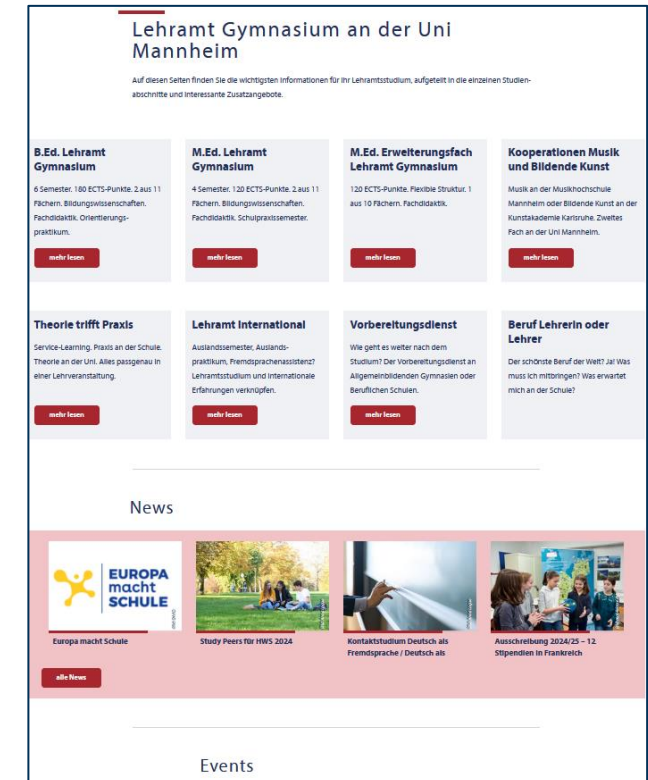 Lehramt Gymnasium an der Uni
Mannheim
Auf diesen Seiten finden Sie die wichtigsten Informationen für Ihr Lehramtsstudium, aufgeteilt in die einzelnen Studien-
abschnitte und interessante Zusatzangebote.
B.Ed. Lehramt
Gymnasium
6 Semester. 180 ECTS-Punkte. 2 aus 11
Fächern. Bildungswissenschaften.
Fachdidaktik. Orientierungs-
praktikum.
mehr lesen
M.Ed. Lehramt
Gymnasium
4 Semester. 120 ECTS-Punkte. 2 aus 11
Fächern. Bildungswissenschaften.
Fachdidaktik. Schulpraxissemester.
mehr lesen
M.Ed. Erweiterungsfach
Lehramt Gymnasium
120 ECTS-Punkte. Flexible Struktur. 1
aus 10 Fächern. Fachdidaktik.
mehr lesen
Kooperationen Musik
und Bildende Kunst
Musik an der Musikhochschule
Mannheim oder Bildende Kunst an der
Kunstakademie Karlsruhe. Zweites
Fach an der Uni Mannheim.
mehr lesen
Theorie trifft Praxis
Service-Learning. Praxis an der Schule.
Theorie an der Uni. Alles passgenau in
einer Lehrveranstaltung.
mehr lesen
Lehramt International
Auslandssemester, Auslands-
praktikum, Fremdsprachenassistenz?
Lehramtsstudium und internationale
Erfahrungen verknüpfen.
mehr lesen
Vorbereitungsdienst
Wie geht es weiter nach dem
Studium? Der Vorbereitungsdienst an
Allgemeinbildenden Gymnasien oder
Beruflichen Schulen.
mehr lesen
Beruf Lehrerin oder
Lehrer
Der schönste Beruf der Welt? Ja! Was
muss ich mitbringen? Was erwartet
mich an der Schule?
News
EUROPA
macht
SCHULE
Europa macht Schule
Study Peers für HWS 2024
Kontaktstudium Deutsch als
Fremdsprache / Deutsch als
Ausschreibung 2024/25 – 12
Stipendien in Frankreich
alle News
Events